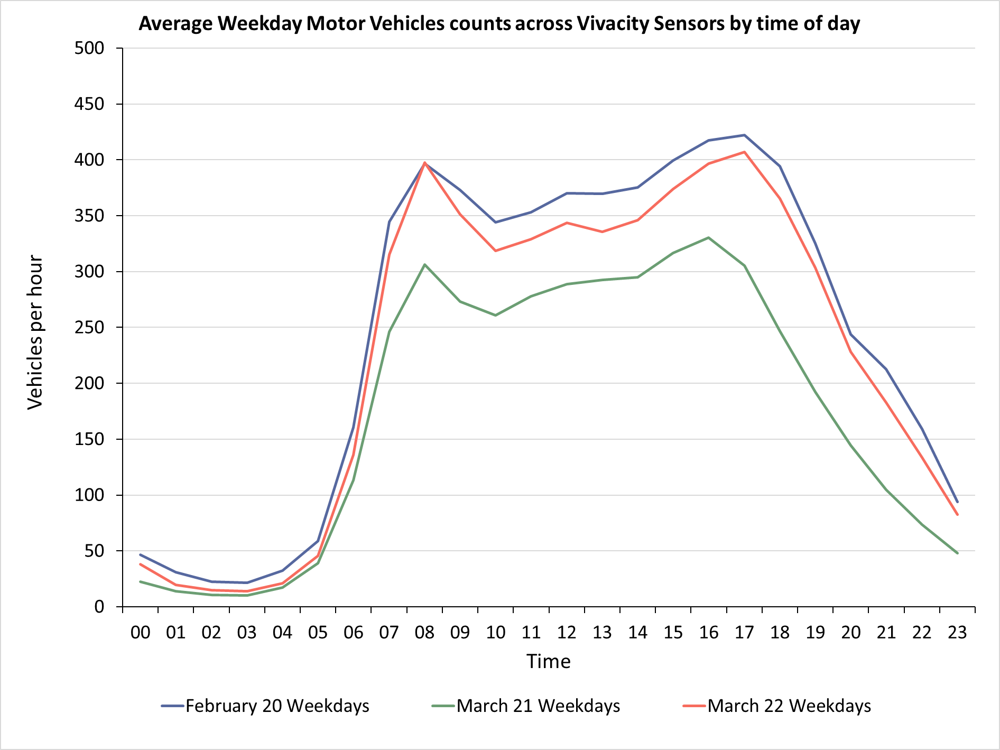 Average Weekday Motor Vehicles counts across Vivacity Sensors by time of day
500
450
400
350
300
250
200
150
100
50
0
Vehicles per hour
00 01 02 03 04 05 06 07 08 09 10 11 12 13 14 15 16 17 18 19 20 21 22 23
Time
February 20 Weekdays March 21 Weekdays March 22 Weekdays